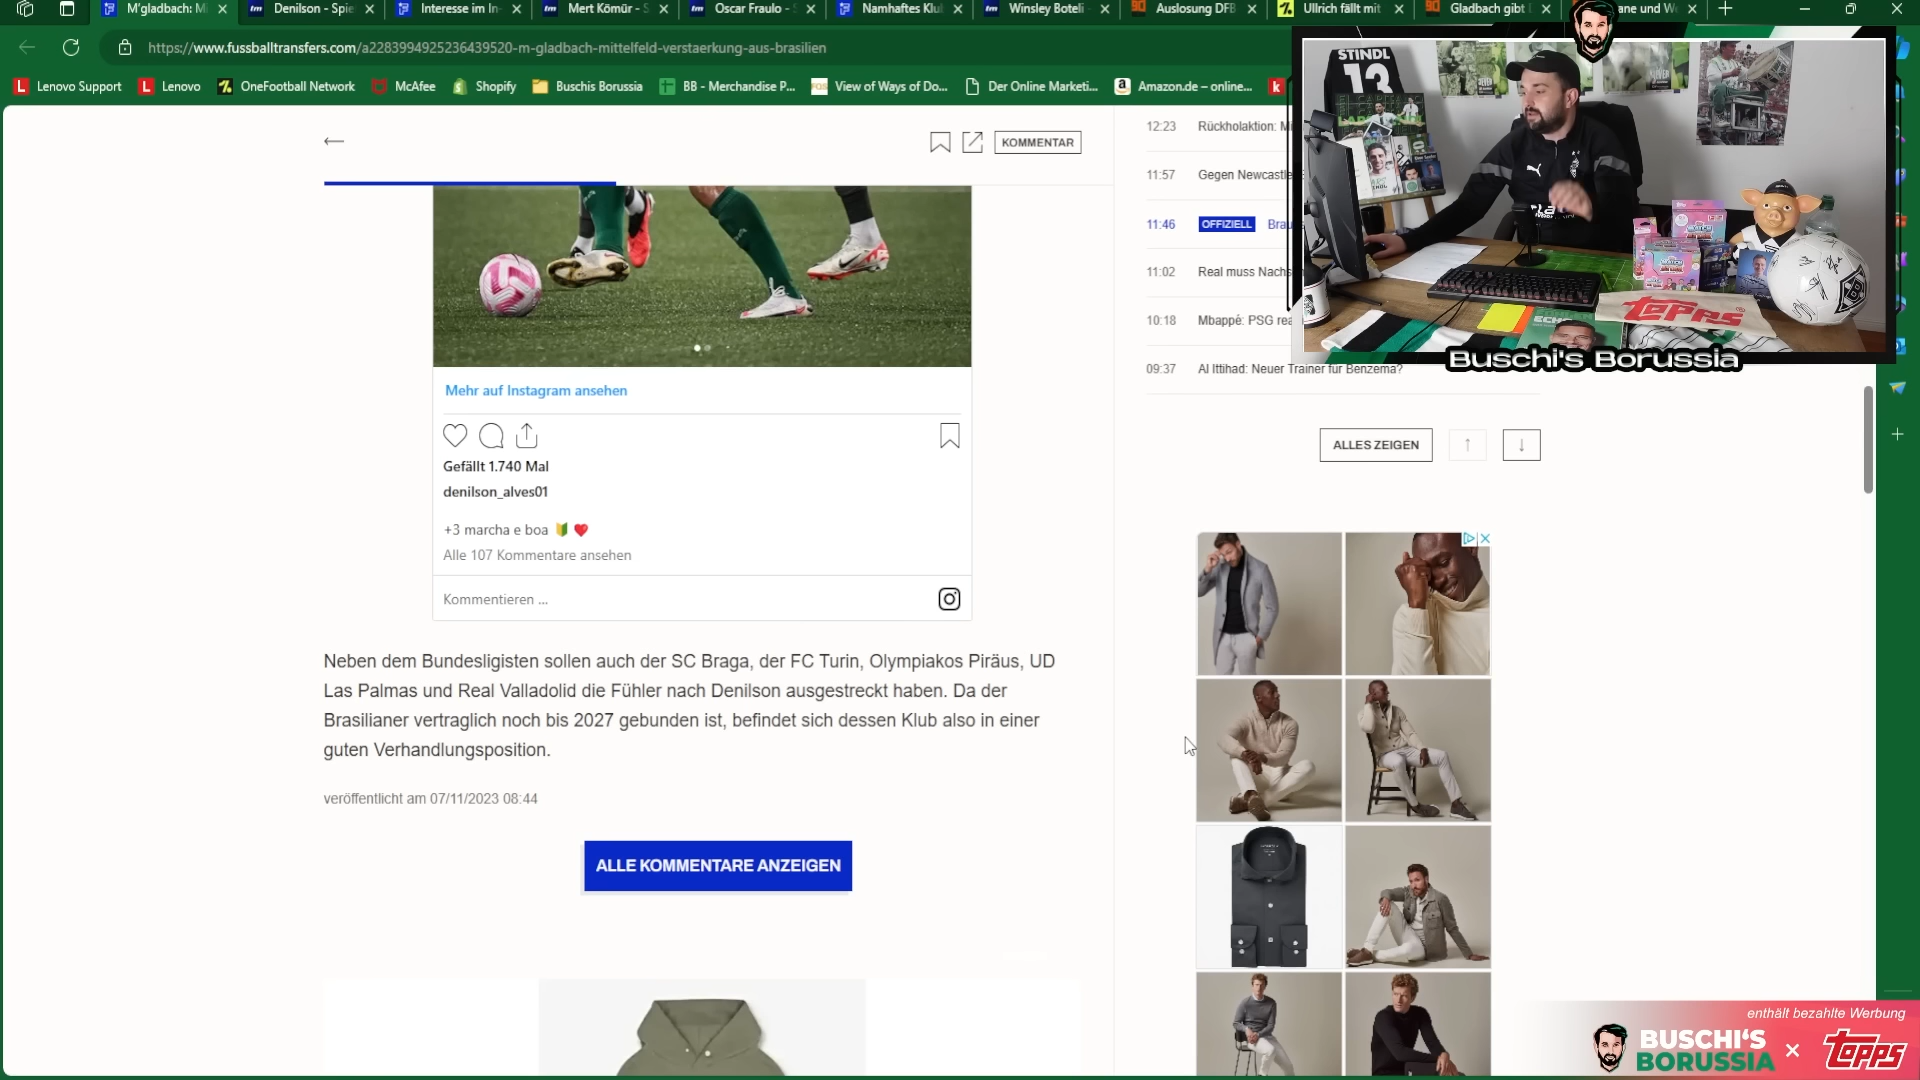 M'gladbach: Mi
Denilson - Spie
Interesse im In-
Mert Kömür - S
Oscar Fraulo - S
Namhaftes Klu
Winsley Boteli -
Auslosung DFB
Ullrich fällt mit
Gladbach gibt
ane und W
https://www.fussballtransfers.com/a2283994925236439520-m-gladbach-mittelfeld-verstaerkung-aus-brasilien
Lenovo Support
Lenovo
OneFootball Network
McAfee
Shopify
Buschis Borussia
BB - Merchandise P...
View of Ways of Do...
Der Online Marketi...
Amazon.de – online...
KOMMENTAR
STINDL
13
12:23 Rückholaktion: Mi
11:57 Gegen Newcastle
11:46 OFFIZIELL Brau
11:02 Real muss Nachs
10:18 Mbappé: PSG rea
09:37 Al Ittihad: Neuer Trainer für Benzema?
topps
Buschi's Borussia
ALLES ZEIGEN
Mehr auf Instagram ansehen
Gefällt 1.740 Mal
denilson_alves01
+3 marcha e boa 🔰 ❤️
Alle 107 Kommentare ansehen
Kommentieren ...
Neben dem Bundesligisten sollen auch der SC Braga, der FC Turin, Olympiakos Piräus, UD
Las Palmas und Real Valladolid die Fühler nach Denilson ausgestreckt haben. Da der
Brasilianer vertraglich noch bis 2027 gebunden ist, befindet sich dessen Klub also in einer
guten Verhandlungsposition.
veröffentlicht am 07/11/2023 08:44
ALLE KOMMENTARE ANZEIGEN
enthält bezahlte Werbung
BUSCHI'S
BORUSSIA
×
topps